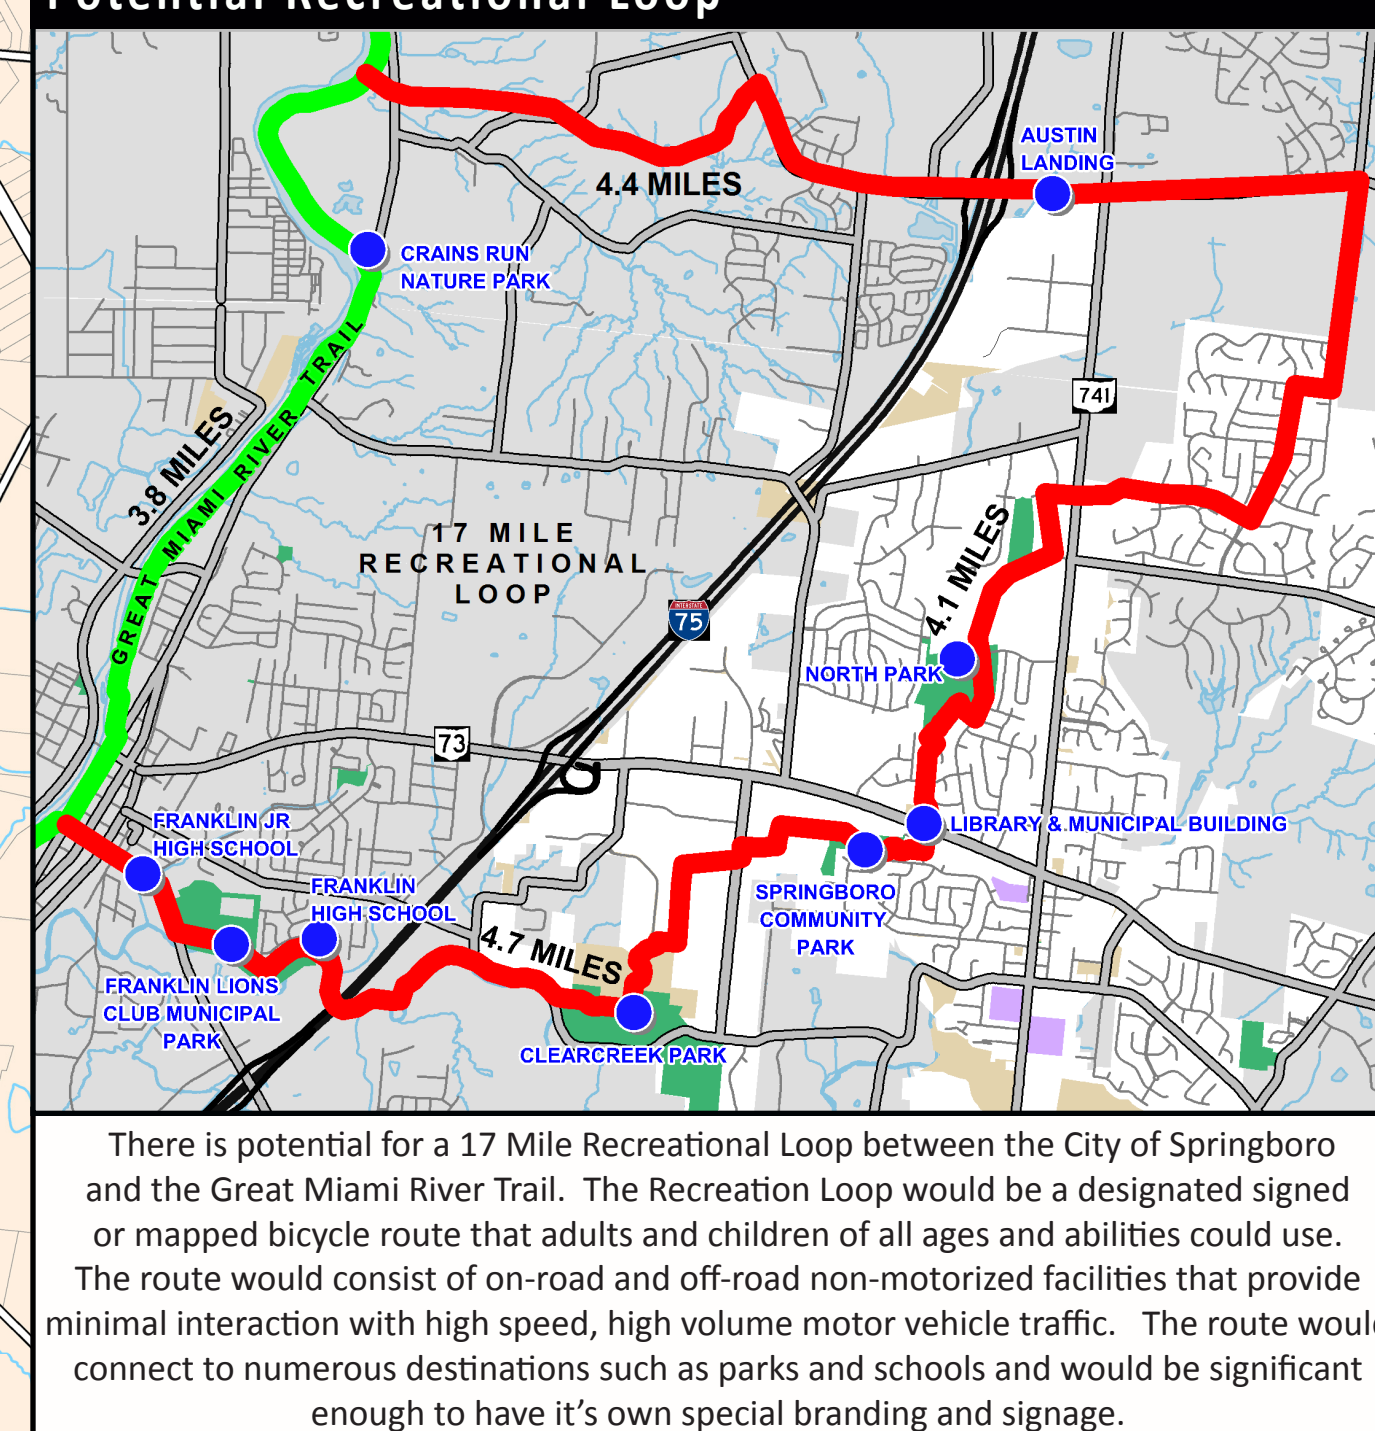 Potential Recreational Loop
AUSTIN
LANDING
4.4 MILES
CRAINS RUN
NATURE PARK
GREAT MIAMI RIVER TRAIL
3.8 MILES
741
17 MILE
RECREATIONAL
LOOP
4.1 MILES
INTERSTATE
75
NORTH PARK
73
FRANKLIN JR
HIGH SCHOOL
LIBRARY & MUNICIPAL BUILDING
FRANKLIN
HIGH SCHOOL
SPRINGBORO
COMMUNITY
PARK
4.7 MILES
FRANKLIN LIONS
CLUB MUNICIPAL
PARK
CLEARCREEK PARK
There is potential for a 17 Mile Recreational Loop between the City of Springboro
and the Great Miami River Trail.  The Recreation Loop would be a designated signed
or mapped bicycle route that adults and children of all ages and abilities could use.
The route would consist of on-road and off-road non-motorized facilities that provide
minimal interaction with high speed, high volume motor vehicle traffic.   The route would
connect to numerous destinations such as parks and schools and would be significant
enough to have it's own special branding and signage.